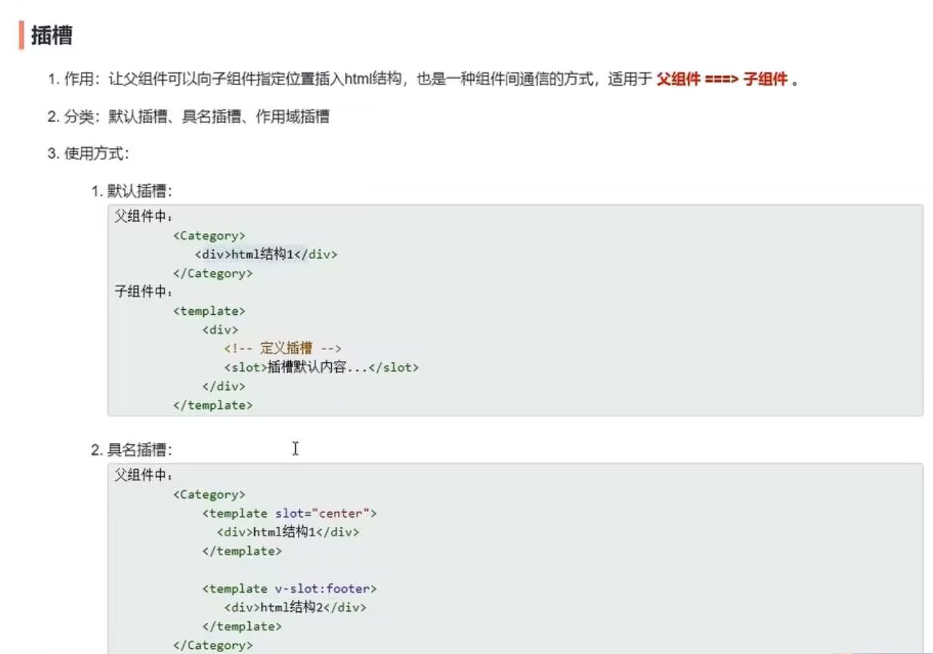 插槽
1. 作用：让父组件可以向子组件指定位置插入html结构，也是一种组件间通信的方式，适用于 父组件 ===> 子组件 。
2. 分类：默认插槽、具名插槽、作用域插槽
3. 使用方式：
1. 默认插槽：
父组件中：
<Category>
<div>html结构1</div>
</Category>
子组件中：
<template>
<div>
<!-- 定义插槽 -->
<slot>插槽默认内容...</slot>
</div>
</template>
2. 具名插槽：
父组件中：
<Category>
<template slot="center">
<div>html结构1</div>
</template>
<template v-slot:footer>
<div>html结构2</div>
</template>
</Category>